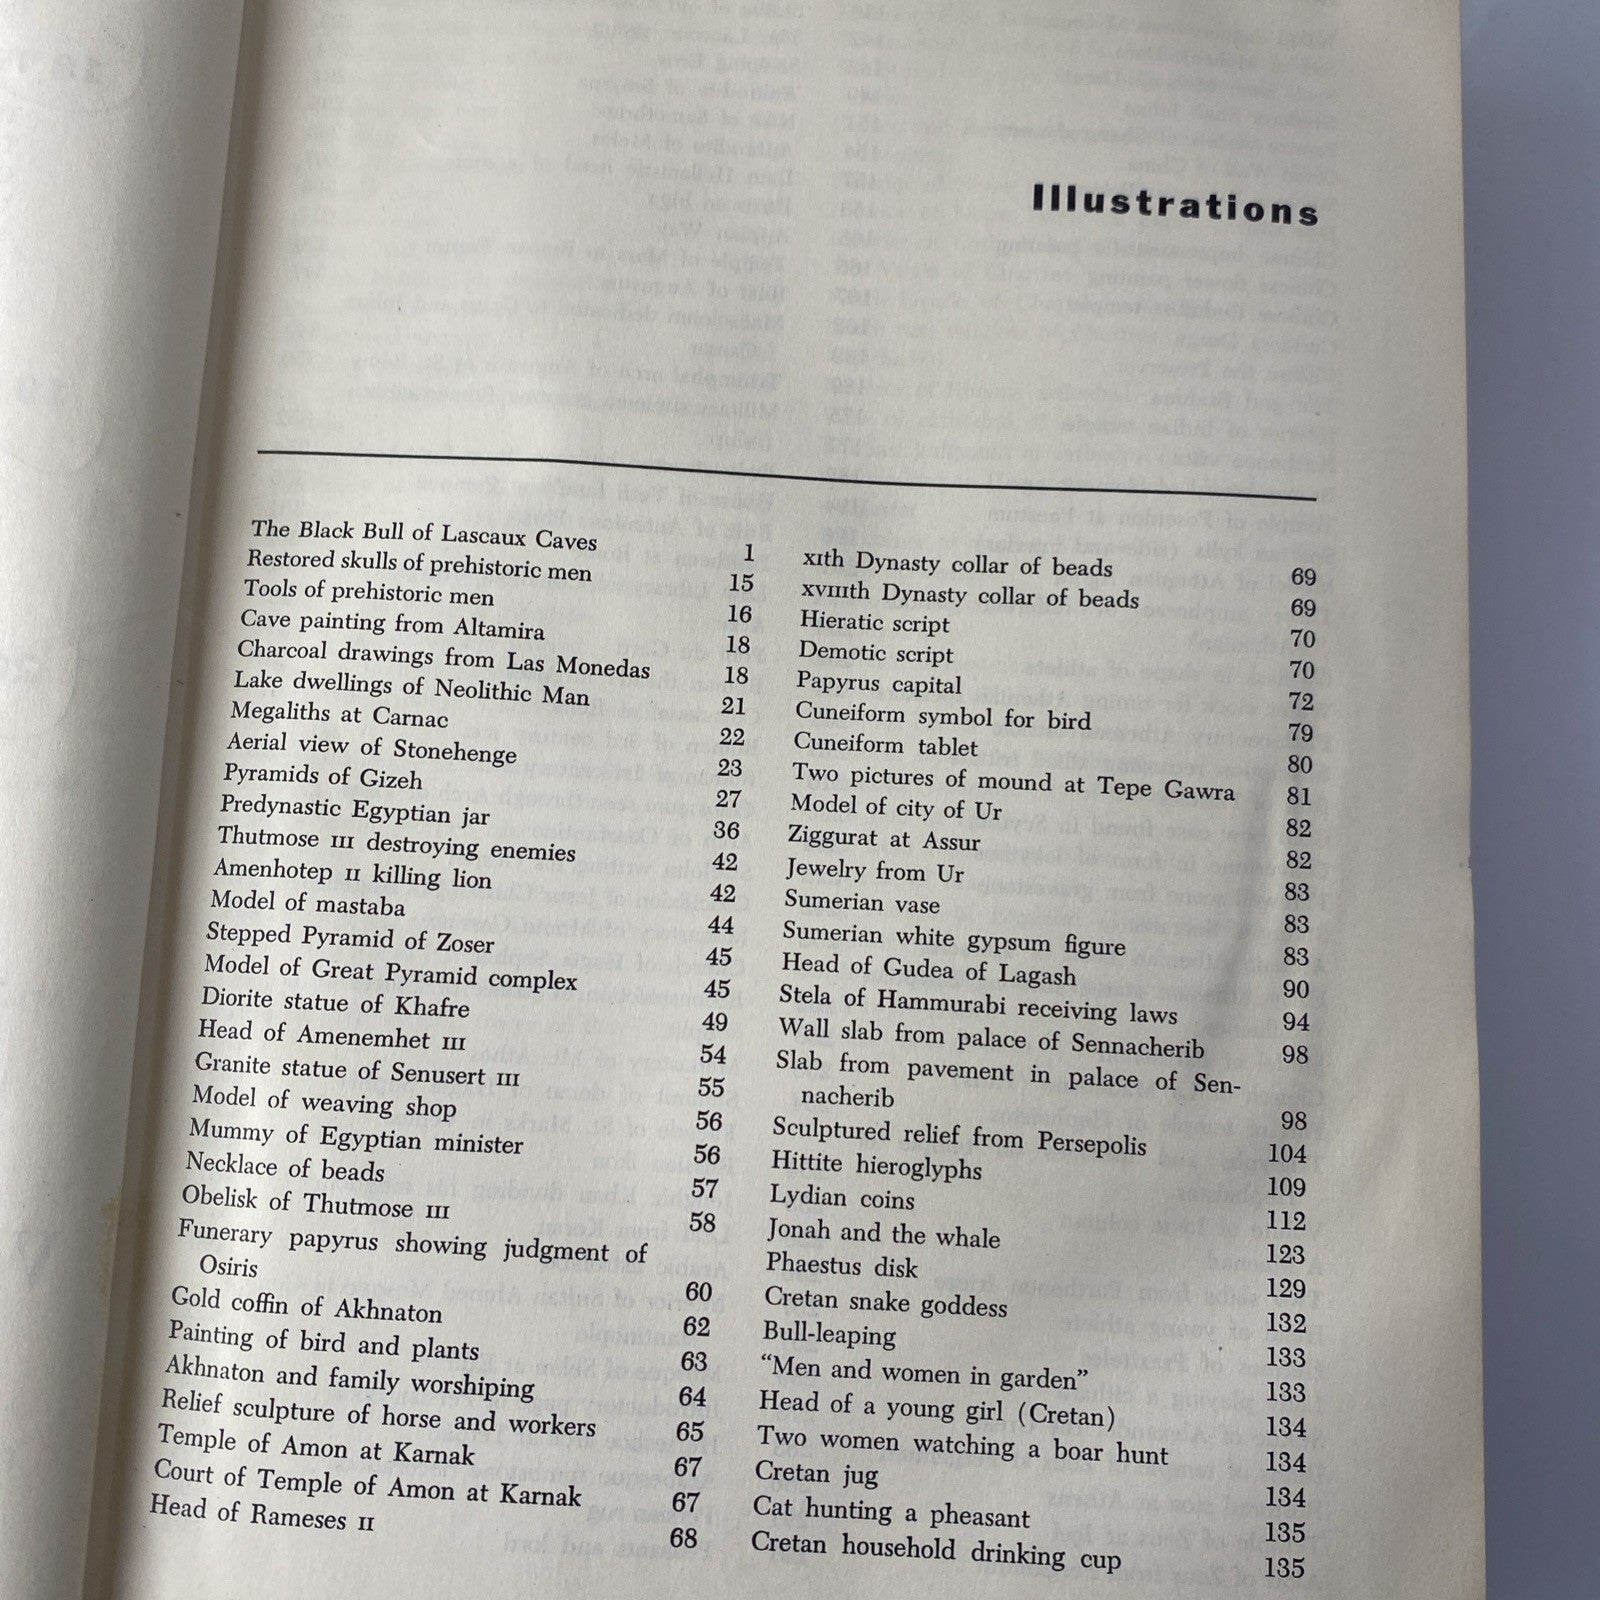 Illustrations
The Black Bull of Lascaux Caves 1
Restored skulls of prehistoric men 15
Tools of prehistoric men 16
Cave painting from Altamira 18
Charcoal drawings from Las Monedas 18
Lake dwellings of Neolithic Man 21
Megaliths at Carnac 22
Aerial view of Stonehenge 23
Pyramids of Gizeh 27
Predynastic Egyptian jar 36
Thutmose III destroying enemies 42
Amenhotep II killing lion 42
Model of mastaba 44
Stepped Pyramid of Zoser 45
Model of Great Pyramid complex 45
Diorite statue of Khafre 49
Head of Amenemhet III 54
Granite statue of Senusert III 55
Model of weaving shop 56
Mummy of Egyptian minister 56
Necklace of beads 57
Obelisk of Thutmose III 58
Funerary papyrus showing judgment of
Osiris 60
Gold coffin of Akhnaton 62
Painting of bird and plants 63
Akhnaton and family worshiping 64
Relief sculpture of horse and workers 65
Temple of Amon at Karnak 67
Court of Temple of Amon at Karnak 67
Head of Rameses II 68
XIth Dynasty collar of beads 69
XVIIIth Dynasty collar of beads 69
Hieratic script 70
Demotic script 70
Papyrus capital 72
Cuneiform symbol for bird 79
Cuneiform tablet 80
Two pictures of mound at Tepe Gawra 81
Model of city of Ur 82
Ziggurat at Assur 82
Jewelry from Ur 83
Sumerian vase 83
Sumerian white gypsum figure 83
Head of Gudea of Lagash 90
Stela of Hammurabi receiving laws 94
Wall slab from palace of Sennacherib 98
Slab from pavement in palace of Sen-
nacherib 98
Sculptured relief from Persepolis 104
Hittite hieroglyphs 109
Lydian coins 112
Jonah and the whale 123
Phaestus disk 129
Cretan snake goddess 132
Bull-leaping 133
“Men and women in garden” 133
Head of a young girl (Cretan) 134
Two women watching a boar hunt 134
Cretan jug 134
Cat hunting a pheasant 135
Cretan household drinking cup 135